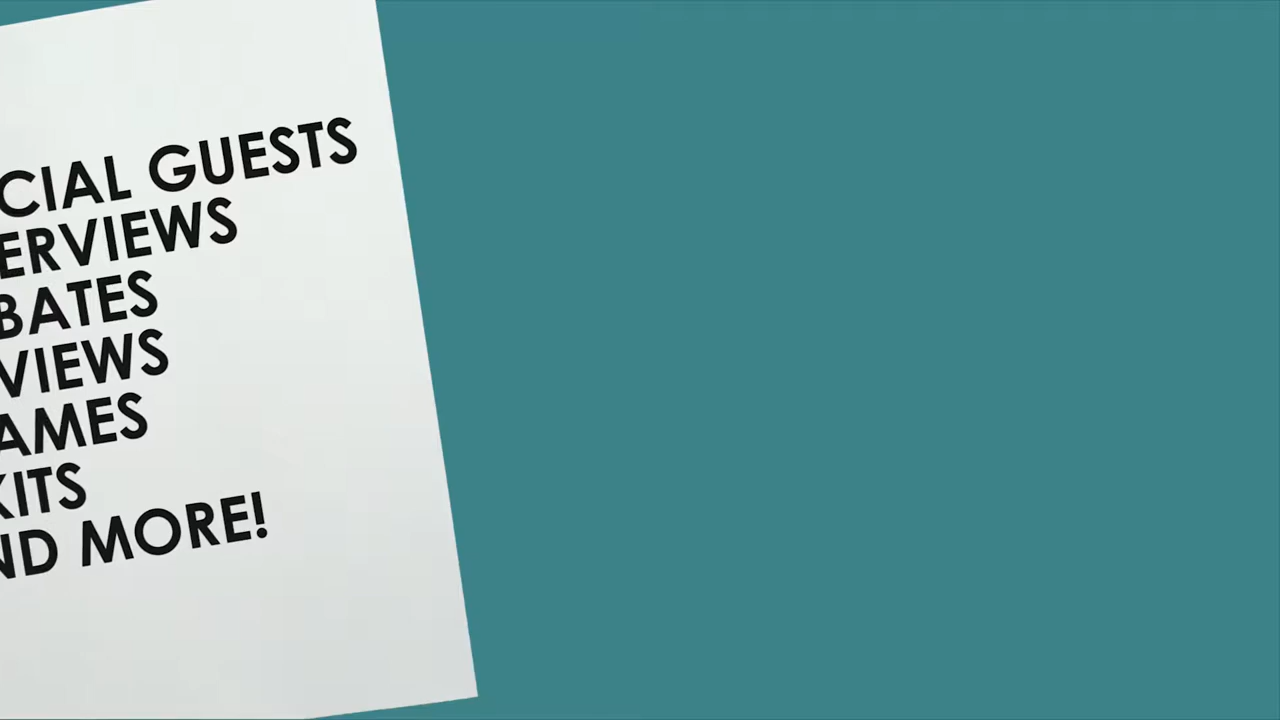 CIAL GUESTS
ERVIEWS
BATES
VIEWS
AMES
KITS
ND MORE!